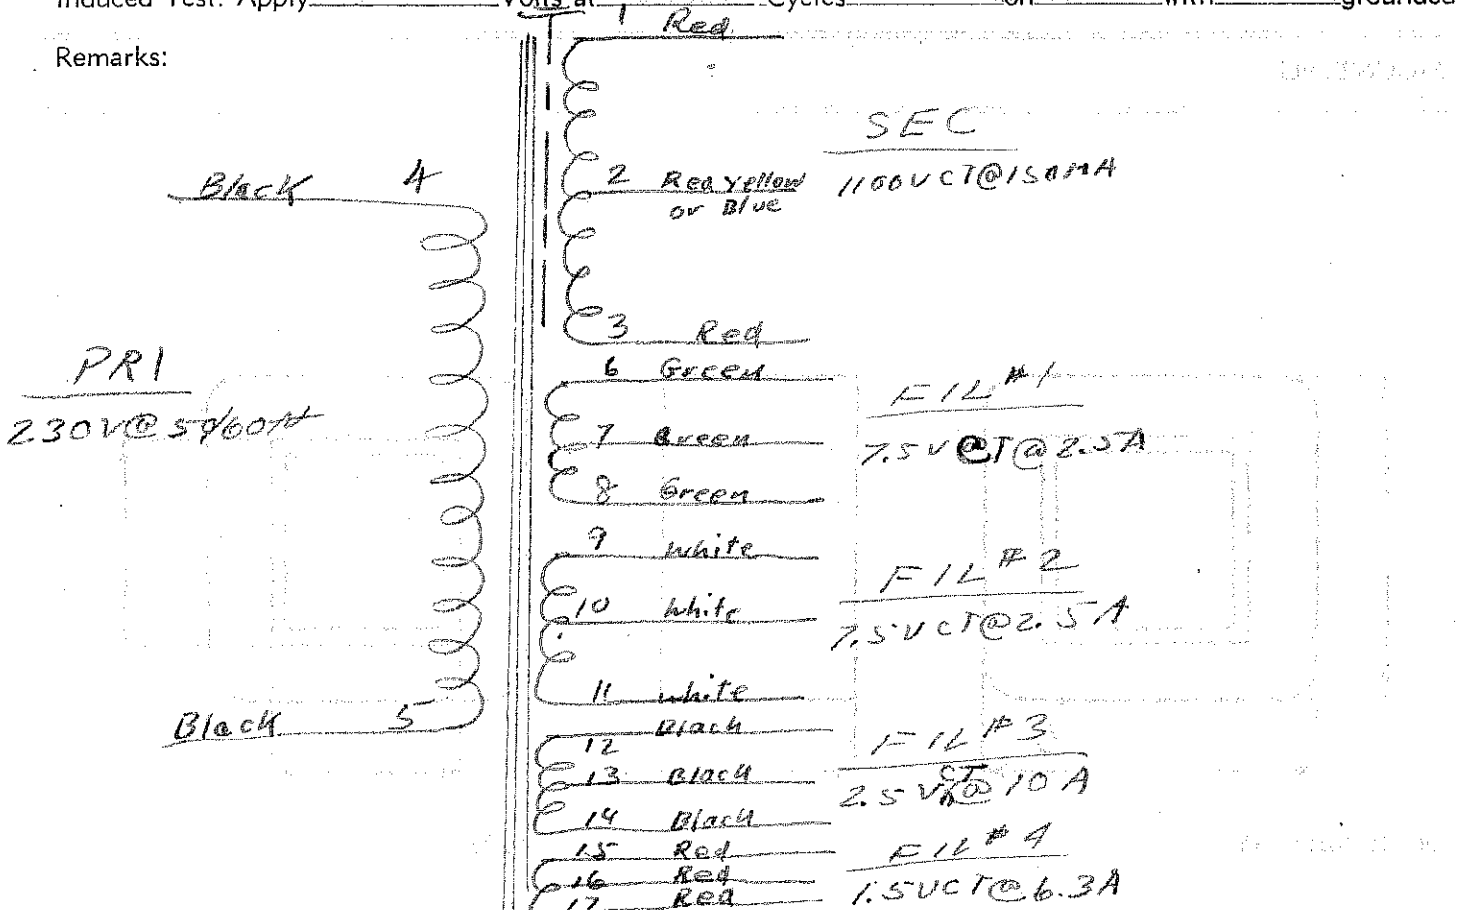 Induced Test: Apply Volts at Cycles on with grounded
Remarks:
1 Red
SEC
1100VCT@150MA
2 Red Yellow
or Blue
3 Red
Black 4
PRI
230V@50/60
Black 5
6 Green
7 Green
8 Green
FIL #1
7.5VCT@2.5A
9 White
10 White
11 White
FIL #2
7.5VCT@2.5A
12 Black
13 Black
14 Black
FIL #3
2.5VCT@10A
15 Red
16 Red
17 Red
FIL #4
1.5VCT@6.3A